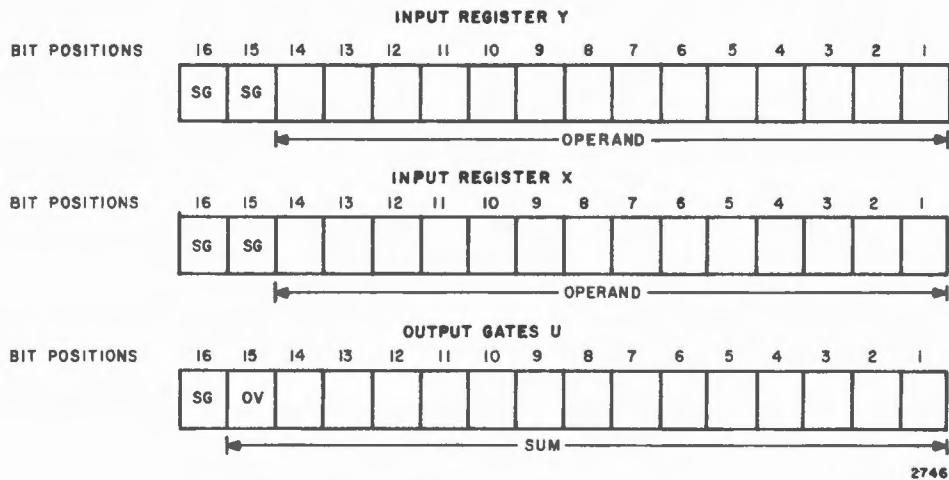 INPUT REGISTER Y
BIT POSITIONS 16 15 14 13 12 11 10 9 8 7 6 5 4 3 2 1
SG SG
OPERAND
INPUT REGISTER X
BIT POSITIONS 16 15 14 13 12 11 10 9 8 7 6 5 4 3 2 1
SG SG
OPERAND
OUTPUT GATES U
BIT POSITIONS 16 15 14 13 12 11 10 9 8 7 6 5 4 3 2 1
SG OV
SUM
2746